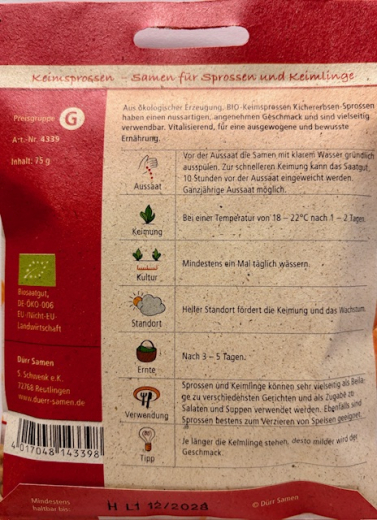 Keimsprossen – Samen für Sprossen und Keimlinge
Preisgruppe G
Art.-Nr. 4339
Inhalt: 75 g
Aus ökologischer Erzeugung, BIO-Keimsprossen Kichererbsen-Sprossen
haben einen nossartigen, angenehmen Geschmack und sind vielseitig
verwendbar. Vitalisierend, für eine ausgewogene und bewusste
Ernährung.
Aussaat
Vor der Aussaat die Samen mit klarem Wasser gründlich
ausspülen. Zur schnelleren Keimung kann das Saatgut
10 Stunden vor der Aussaat eingeweicht werden.
Ganzjährige Aussaat möglich.
Keimung
Bei einer Temperatur von 18 – 22°C nach 1 – 2 Tagen.
Kultur
Mindestens ein Mal täglich wässern.
Standort
Heller Standort fördert die Keimung und das Wachstum.
Ernte
Nach 3 – 5 Tagen.
Verwendung
Sprossen und Keimlinge können sehr vielseitig als Beila-
ge zu verschiedensten Gerichten und als Zugabe zu
Salaten und Suppen verwendet werden. Ebenfalls sind
Sprossen bestens zum Verzieren von Speisen geeignet.
Tipp
Je länger die Keimlinge stehen, desto milder wird der
Geschmack.
Biosaatgut,
DE-ÖKO-006
EU-/Nicht-EU-
Landwirtschaft
Dürr Samen
S. Schoenk e.K.
72768 Reutlingen
www.duerr-samen.de
4 017048 143398
Mindestens
haltbar bis:
H L1 12/2028
© Dürr Samen